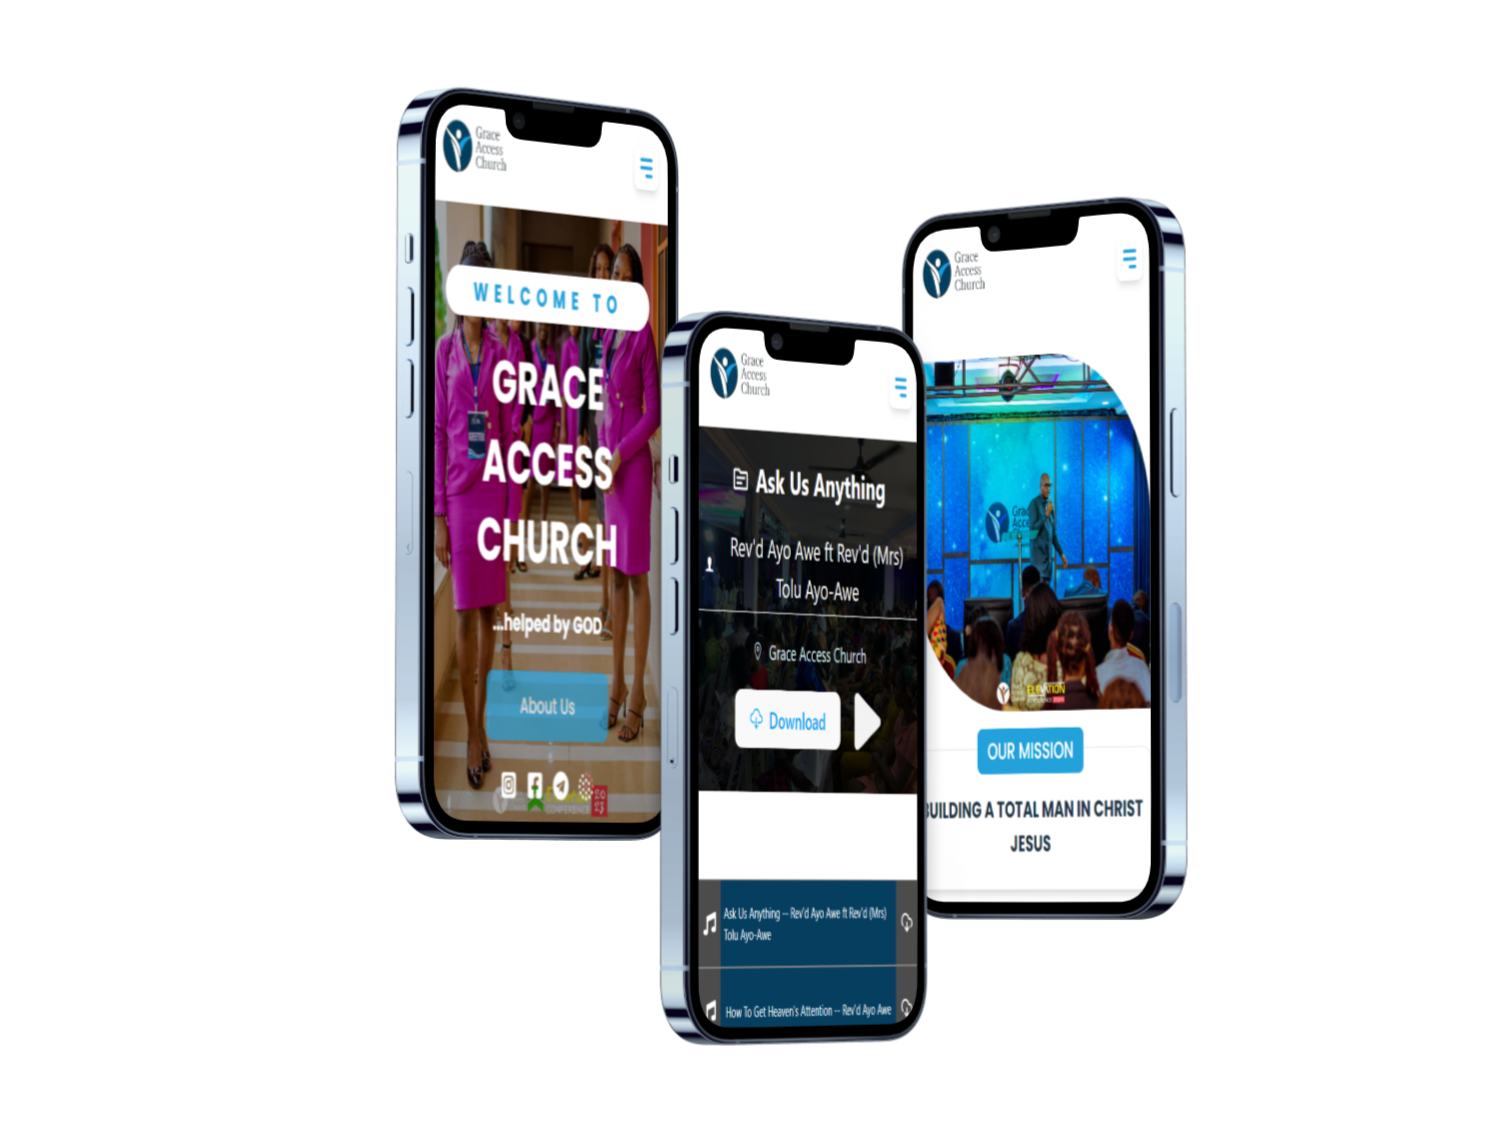 Grace
Access
Church
WELCOME TO
GRACE
ACCESS
CHURCH
...helped by GOD
About Us
Grace
Access
Church
Ask Us Anything
Rev'd Ayo Awe ft Rev'd (Mrs)
Tolu Ayo-Awe
Grace Access Church
Download
Ask Us Anything -- Rev'd Ayo Awe ft Rev'd (Mrs)
Tolu Ayo-Awe
How To Get Heaven's Attention -- Rev'd Ayo Awe
Grace
Access
Church
ELEVATION
OUR MISSION
BUILDING A TOTAL MAN IN CHRIST
JESUS